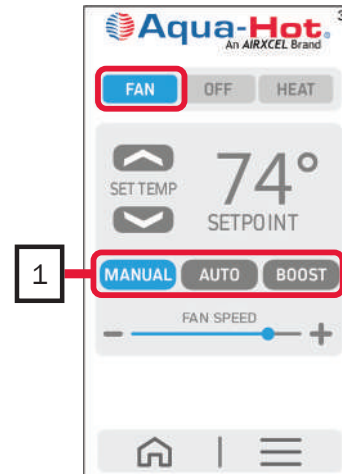 Aqua-Hot®
An AIRXCEL Brand
FAN OFF HEAT
SET TEMP
74°
SETPOINT
1
MANUAL AUTO BOOST
FAN SPEED